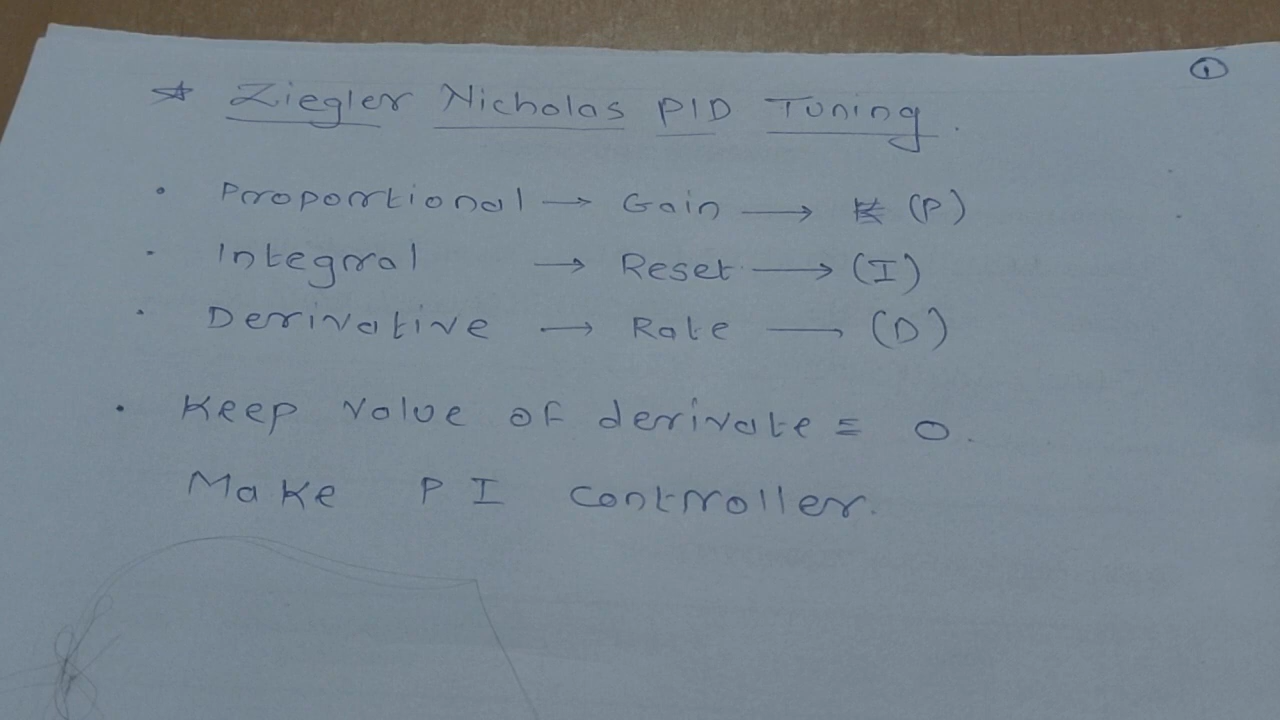 ①
☆ Ziegler Nicholas PID Tuning.
• Proportional → Gain → (P)
• Integral → Reset → (I)
• Derivative → Rate → (D)
• Keep value of derivate = 0.
Make PI controller.